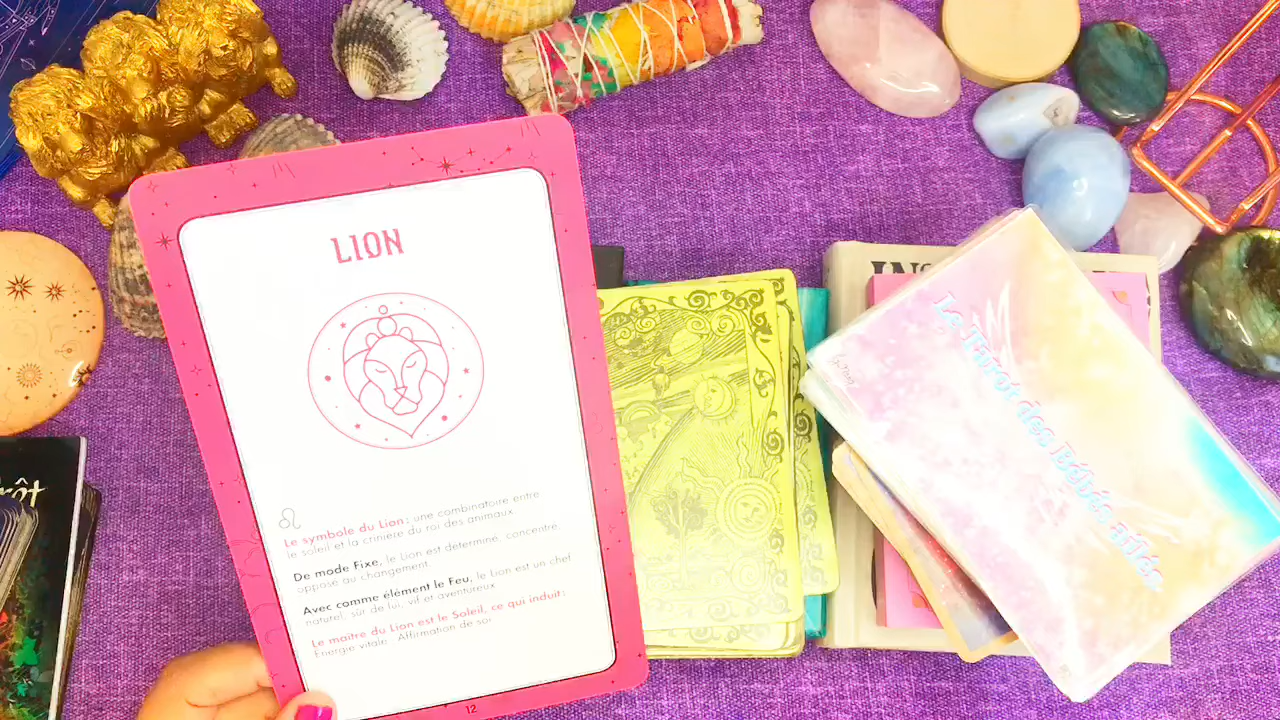 LION
Le symbole du Lion : une combinatoire entre
le soleil et la crinière du roi des animaux
De mode Fixe, le Lion est déterminé, concentré,
opposé au changement.
Avec comme élément le Feu, le Lion est un chef
naturel, sûr de lui, vif et aventureux
Le maître du Lion est le Soleil, ce qui induit :
Énergie vitale - Affirmation de soi
12
Le Tarot des Bébés ailés
rêt
INS